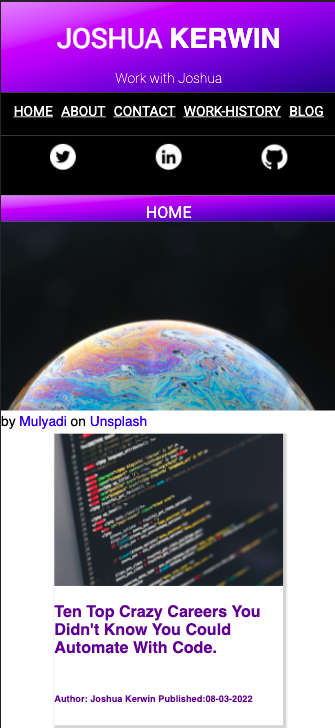 JOSHUA KERWIN
Work with Joshua
HOME ABOUT CONTACT WORK-HISTORY BLOG
HOME
by Mulyadi on Unsplash
Ten Top Crazy Careers You
Didn't Know You Could
Automate With Code.
Author: Joshua Kerwin Published:08-03-2022